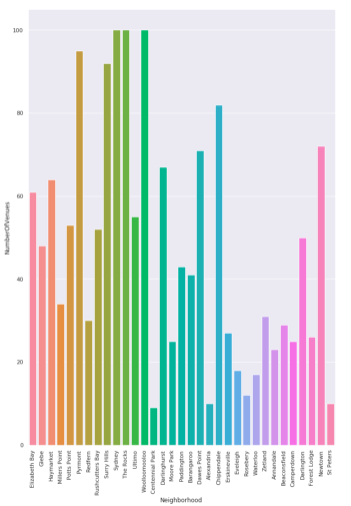 100
80
60
40
20
0
NumberOfVenues
Elizabeth Bay
Glebe
Haymarket
Millers Point
Potts Point
Pyrmont
Redfern
Rushcutters Bay
Surry Hills
Sydney
The Rocks
Ultimo
Woolloomooloo
Centennial Park
Darlinghurst
Moore Park
Paddington
Barangaroo
Dawes Point
Alexandria
Chippendale
Erskineville
Eveleigh
Rosebery
Waterloo
Zetland
Annandale
Beaconsfield
Camperdown
Darlington
Forest Lodge
Newtown
St Peters
Neighborhood